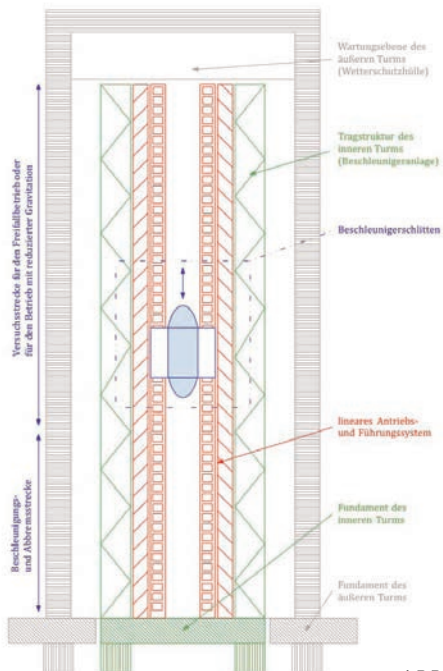 Wartungsebene des
äußeren Turms
(Wetterschutzhülle)
Tragstruktur des
inneren Turms
(Beschleunigeranlage)
Beschleunigerschlitten
lineares Antriebs-
und Führungssystem
Fundament des
inneren Turms
Fundament des
äußeren Turms
Versuchsstrecke für den Freifallbetrieb oder
für den Betrieb mit reduzierter Gravitation
Beschleunigungs-
und Abbremsstrecke